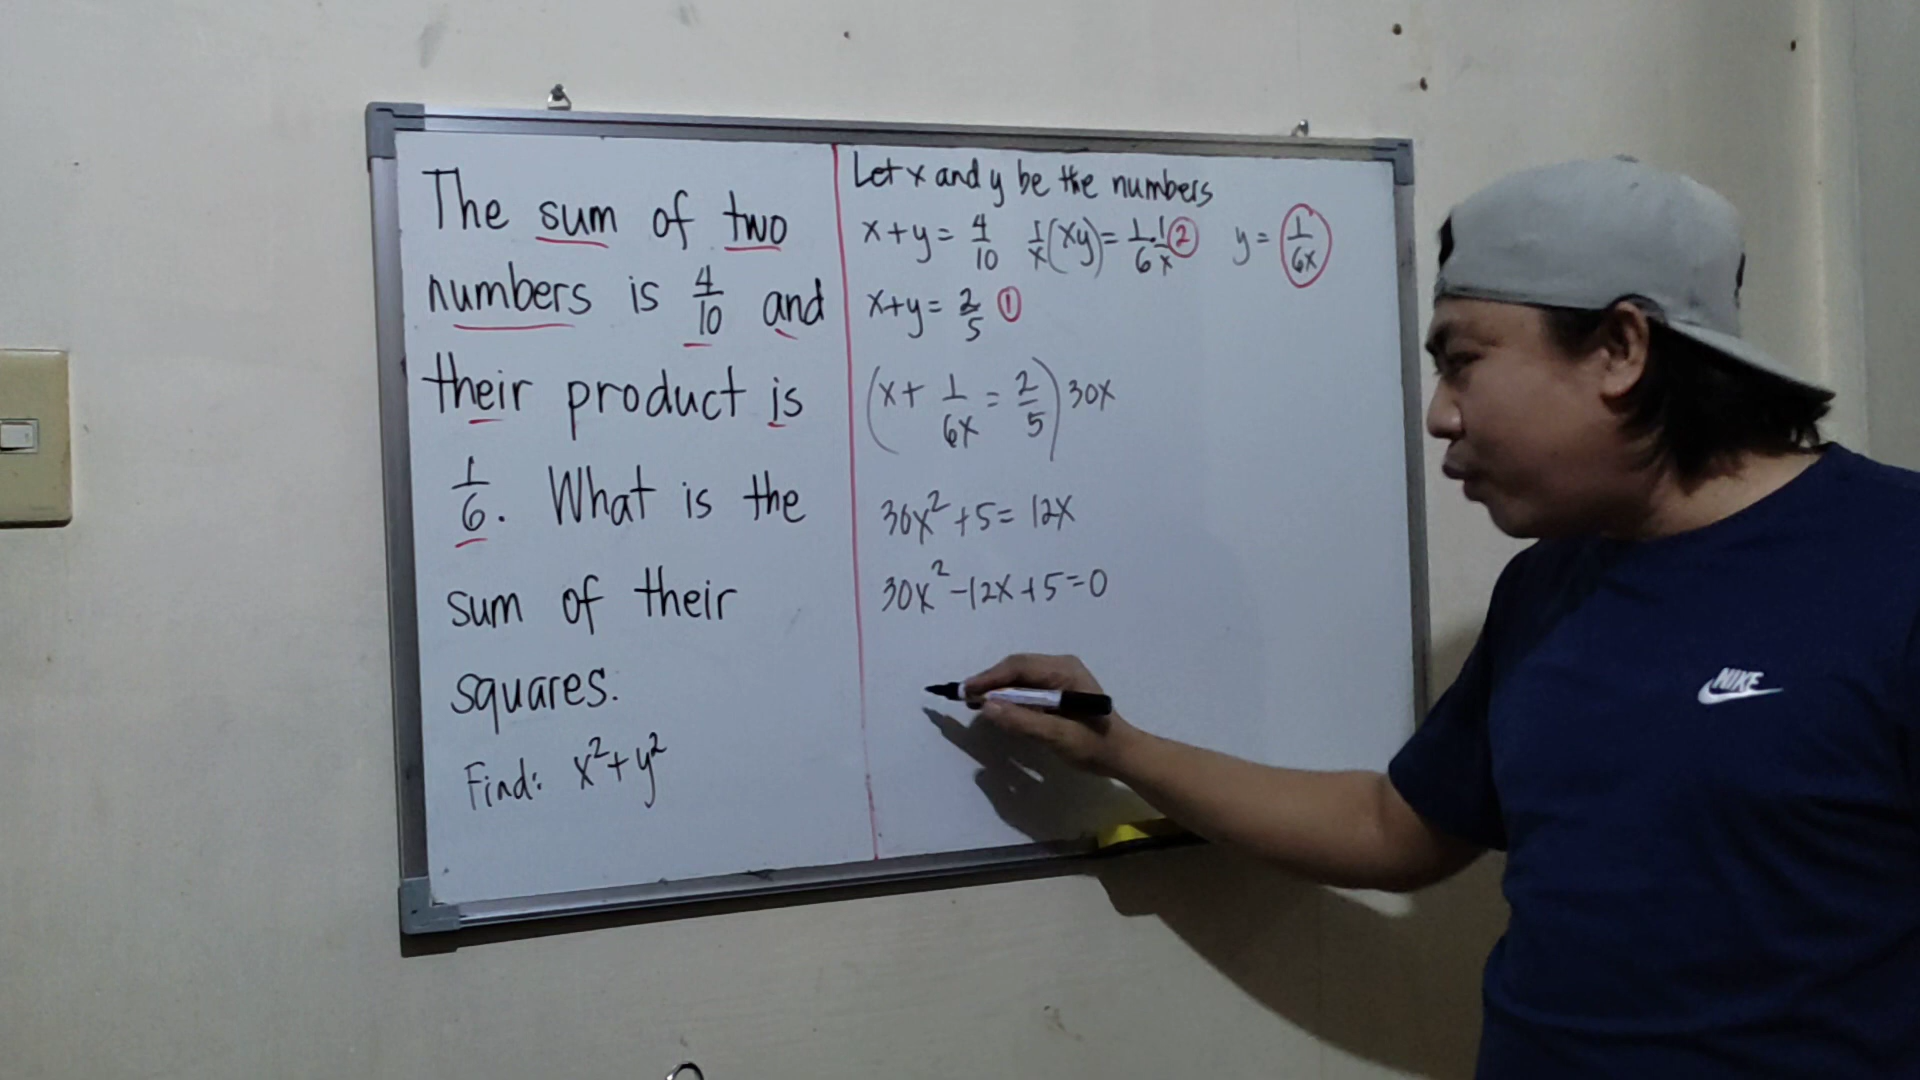 The sum of two
numbers is 4/10 and
their product is
1/6. What is the
sum of their
squares.
Find: x²+y²
Let x and y be the numbers
x+y= 4/10 1/x(xy)=1/6·1/x ② y= 1/6x
x+y= 2/5 ①
(x+ 1/6x = 2/5)30x
30x²+5=12x
30x²-12x+5=0
NIKE